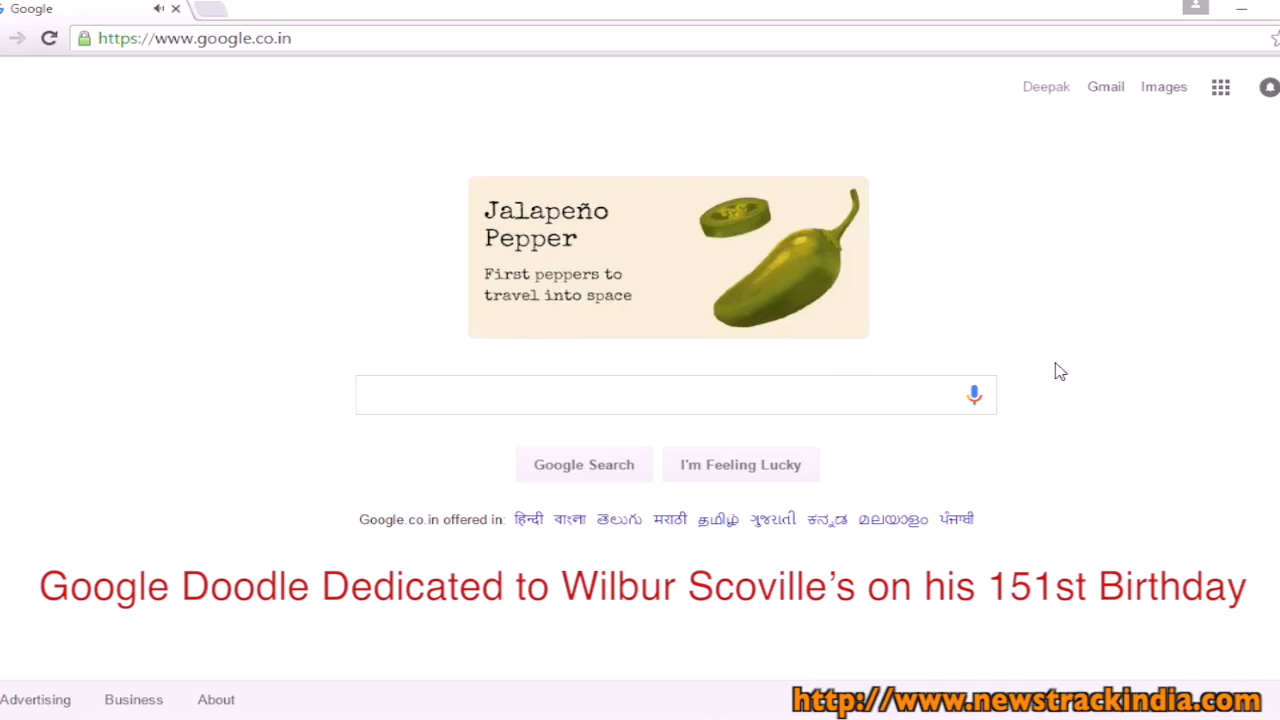 Google
https://www.google.co.in
Deepak Gmail Images
Jalapeño
Pepper
First peppers to
travel into space
Google Search I'm Feeling Lucky
Google.co.in offered in: हिन्दी বাংলা తెలుగు मराठी தமிழ் ગુજરાતી ಕನ್ನಡ മലയാളം ਪੰਜਾਬੀ
Google Doodle Dedicated to Wilbur Scoville’s on his 151st Birthday
Advertising Business About
http://www.newstrackindia.com